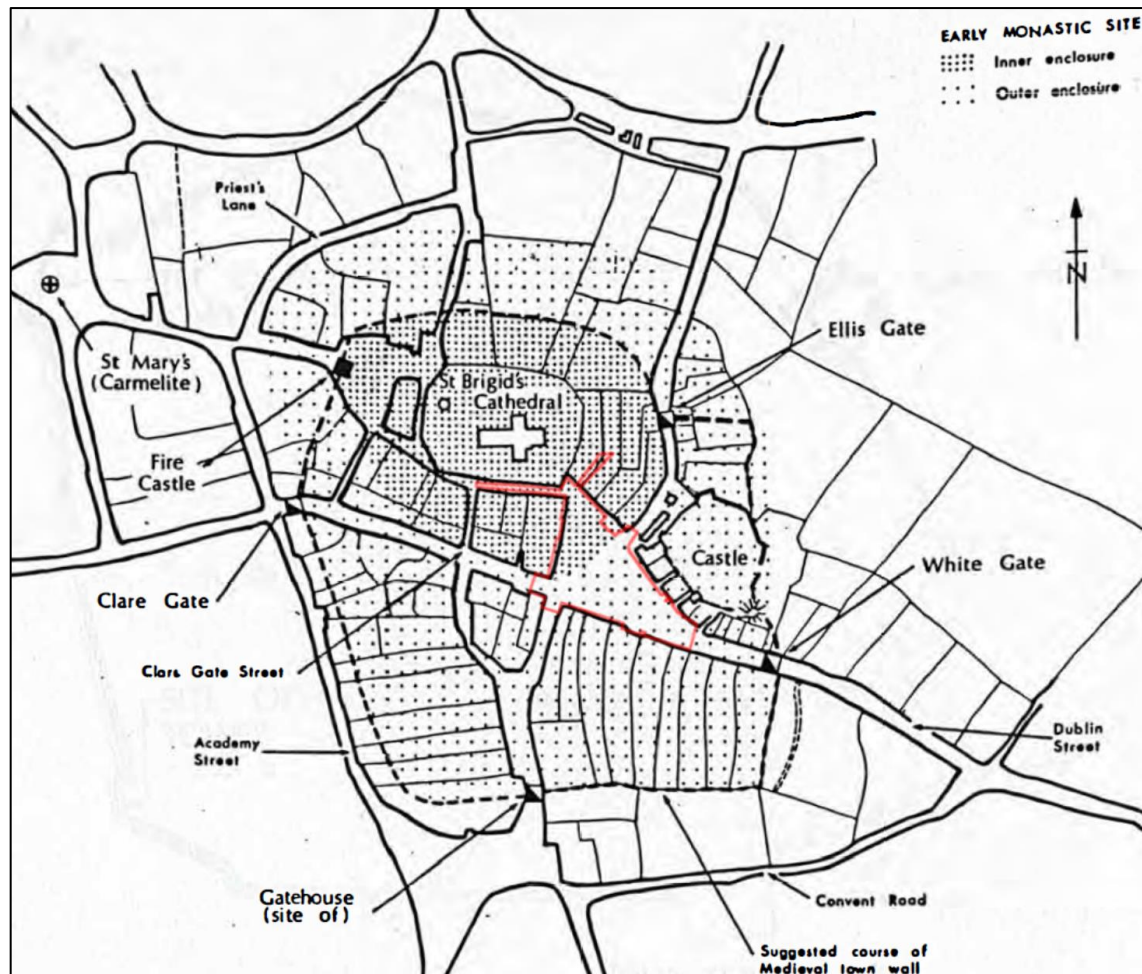 EARLY MONASTIC SITE
Inner enclosure
Outer enclosure
Priest's
Lane
N
Ellis Gate
St Mary's
(Carmelite)
St Brigid's
Cathedral
Fire
Castle
Castle
White Gate
Clare Gate
Clare Gate Street
Academy
Street
Dublin
Street
Gatehouse
(site of)
Convent Road
Suggested course of
Medieval town wall